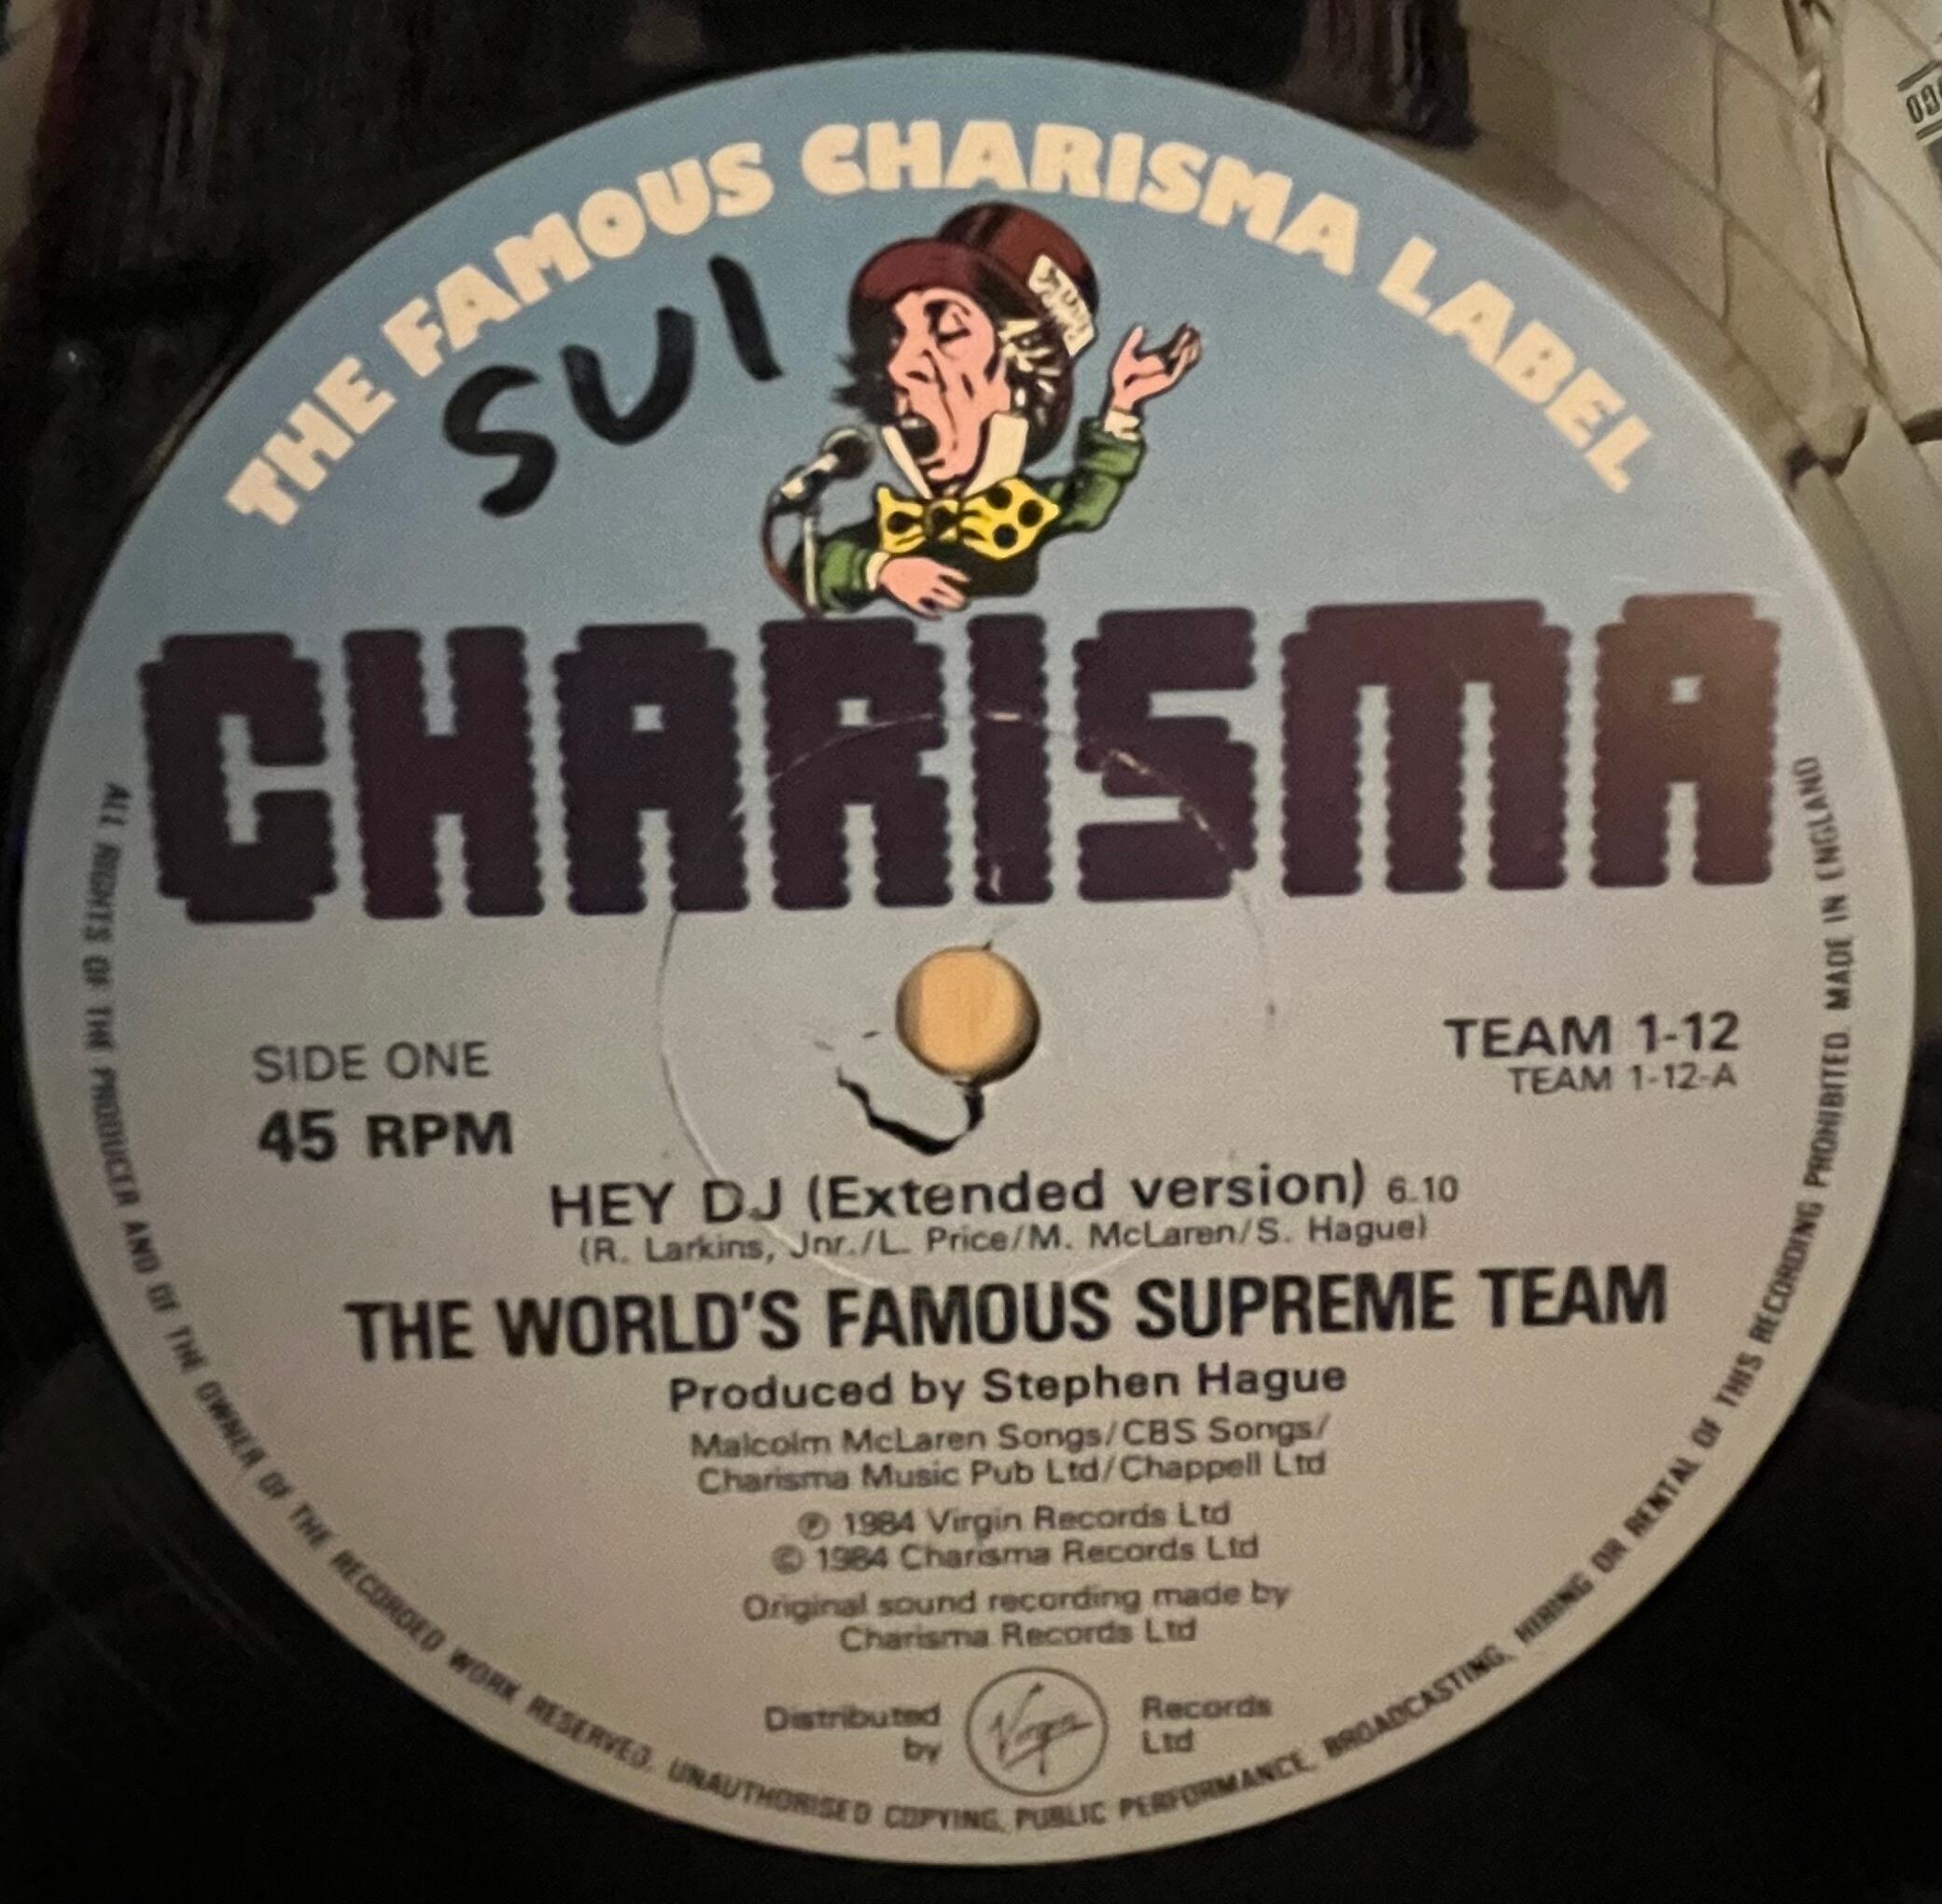 THE FAMOUS CHARISMA LABEL
SUI
CHARISMA
SIDE ONE
45 RPM
TEAM 1-12
TEAM 1-12-A
HEY DJ (Extended version) 6.10
(R. Larkins, Jnr./L. Price/M. McLaren/S. Hague)
THE WORLD'S FAMOUS SUPREME TEAM
Produced by Stephen Hague
Malcolm McLaren Songs/CBS Songs/
Charisma Music Pub Ltd/Chappell Ltd
℗ 1984 Virgin Records Ltd
© 1984 Charisma Records Ltd
Original sound recording made by
Charisma Records Ltd
Distributed by Virgin Records Ltd
ALL RIGHTS OF THE PRODUCER AND OF THE OWNER OF THE RECORDED WORK RESERVED. UNAUTHORISED COPYING, PUBLIC PERFORMANCE, BROADCASTING, HIRING OR RENTAL OF THIS RECORDING PROHIBITED. MADE IN ENGLAND